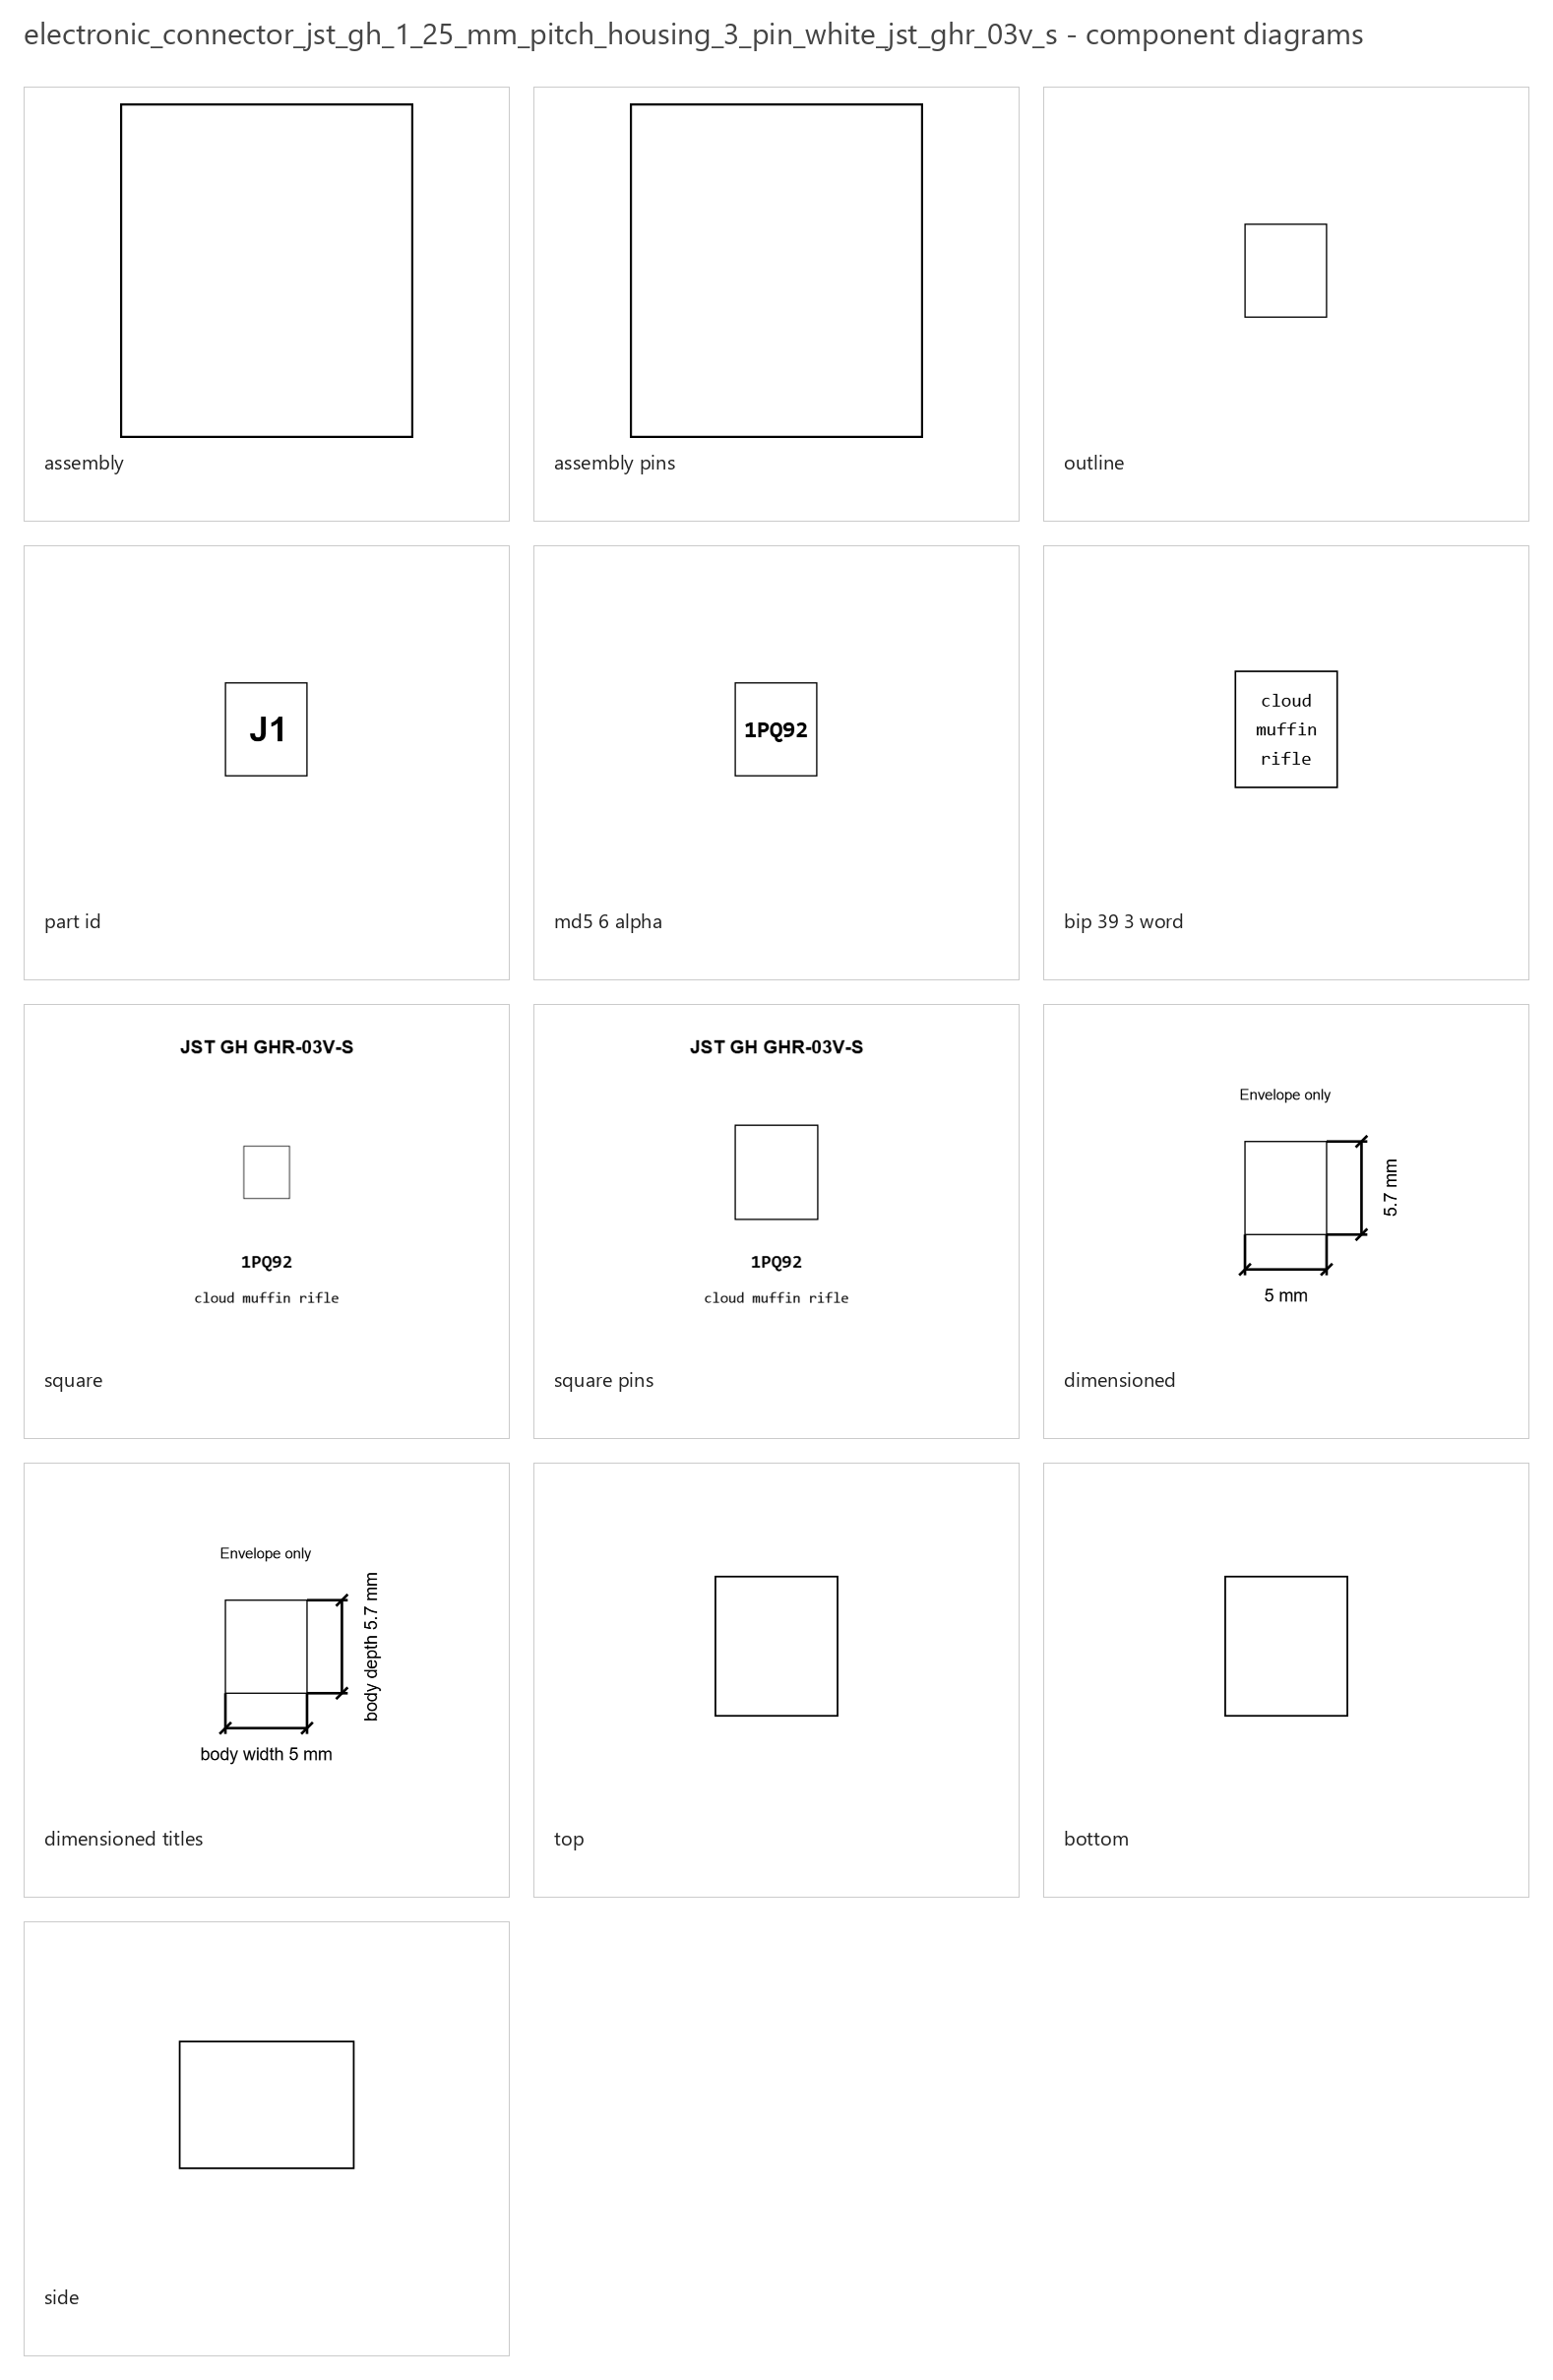 electronic_connector_jst_gh_1_25_mm_pitch_housing_3_pin_white_jst_ghr_03v_s - component diagrams
assembly
assembly pins
outline
J1
part id
1PQ92
md5 6 alpha
cloud
muffin
rifle
bip 39 3 word
JST GH GHR-03V-S
1PQ92
cloud muffin rifle
square
JST GH GHR-03V-S
1PQ92
cloud muffin rifle
square pins
Envelope only
5.7 mm
5 mm
dimensioned
Envelope only
body depth 5.7 mm
body width 5 mm
dimensioned titles
top
bottom
side